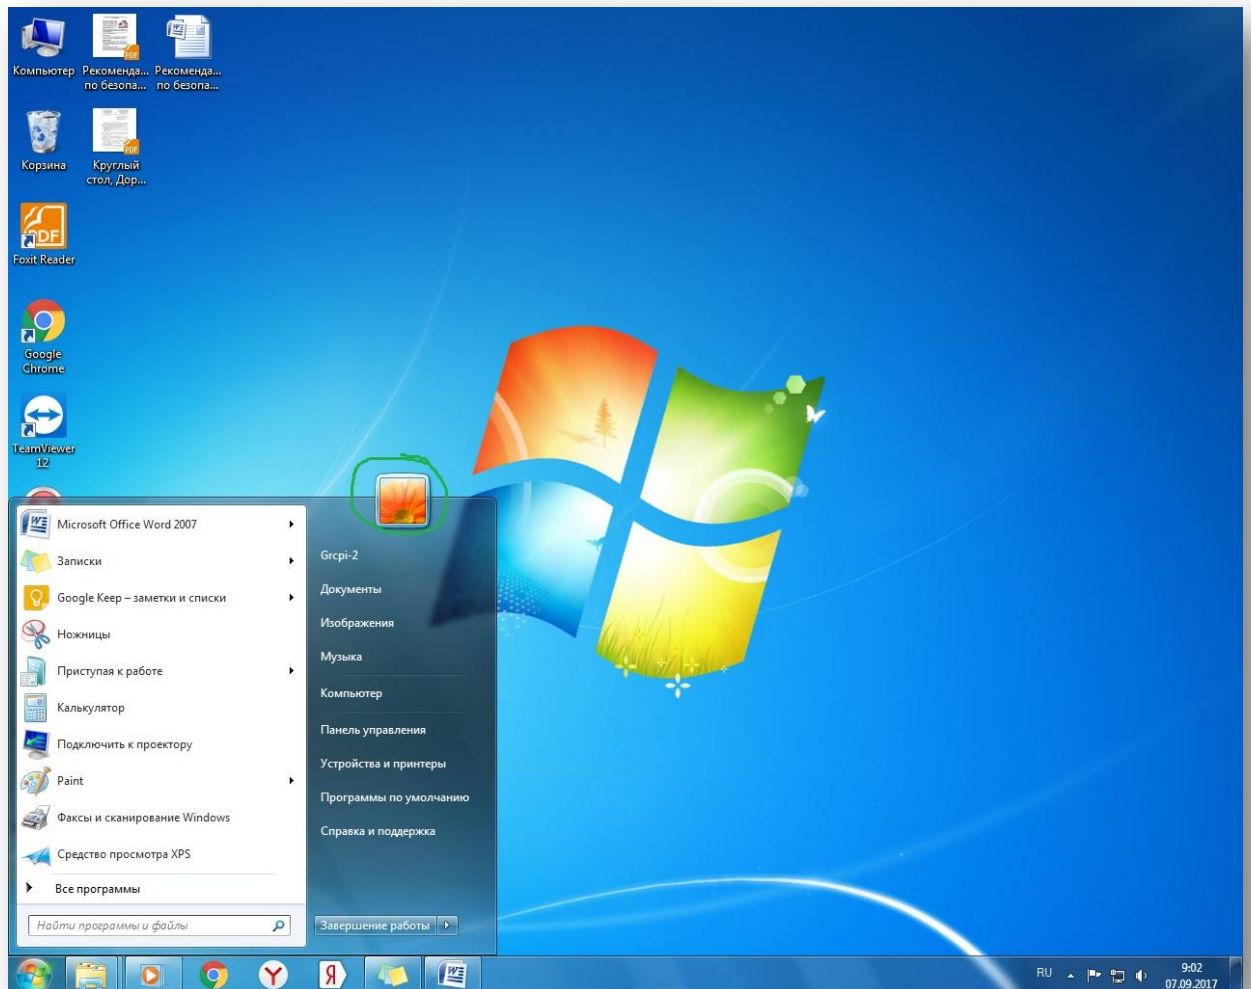 Компьютер
Рекоменда...
по безопа...
Рекоменда...
по безопа...
Корзина
Круглый
стол, Дор...
Foxit Reader
Google
Chrome
TeamViewer
12
Microsoft Office Word 2007
Записки
Google Keep – заметки и списки
Ножницы
Приступая к работе
Калькулятор
Подключить к проектору
Paint
Факсы и сканирование Windows
Средство просмотра XPS
Все программы
Найти программы и файлы
Grcpi-2
Документы
Изображения
Музыка
Компьютер
Панель управления
Устройства и принтеры
Программы по умолчанию
Справка и поддержка
Завершение работы
RU
9:02
07.09.2017